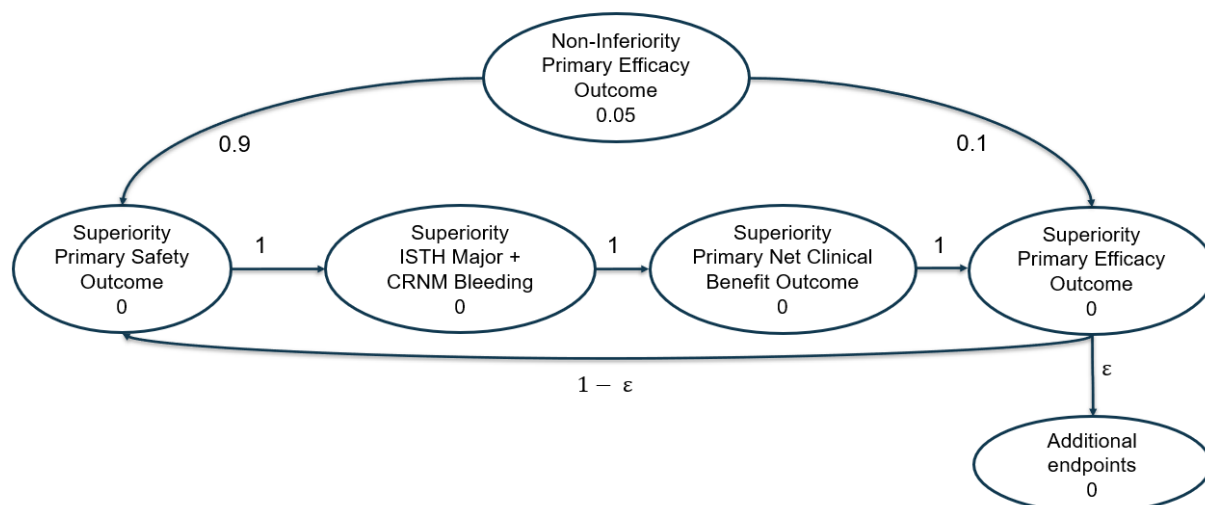 Non-Inferiority
Primary Efficacy
Outcome
0.05
0.9
0.1
Superiority
Primary Safety
Outcome
0
1
Superiority
ISTH Major +
CRNM Bleeding
0
1
Superiority
Primary Net Clinical
Benefit Outcome
0
1
Superiority
Primary Efficacy
Outcome
0
1 − ε
ε
Additional
endpoints
0